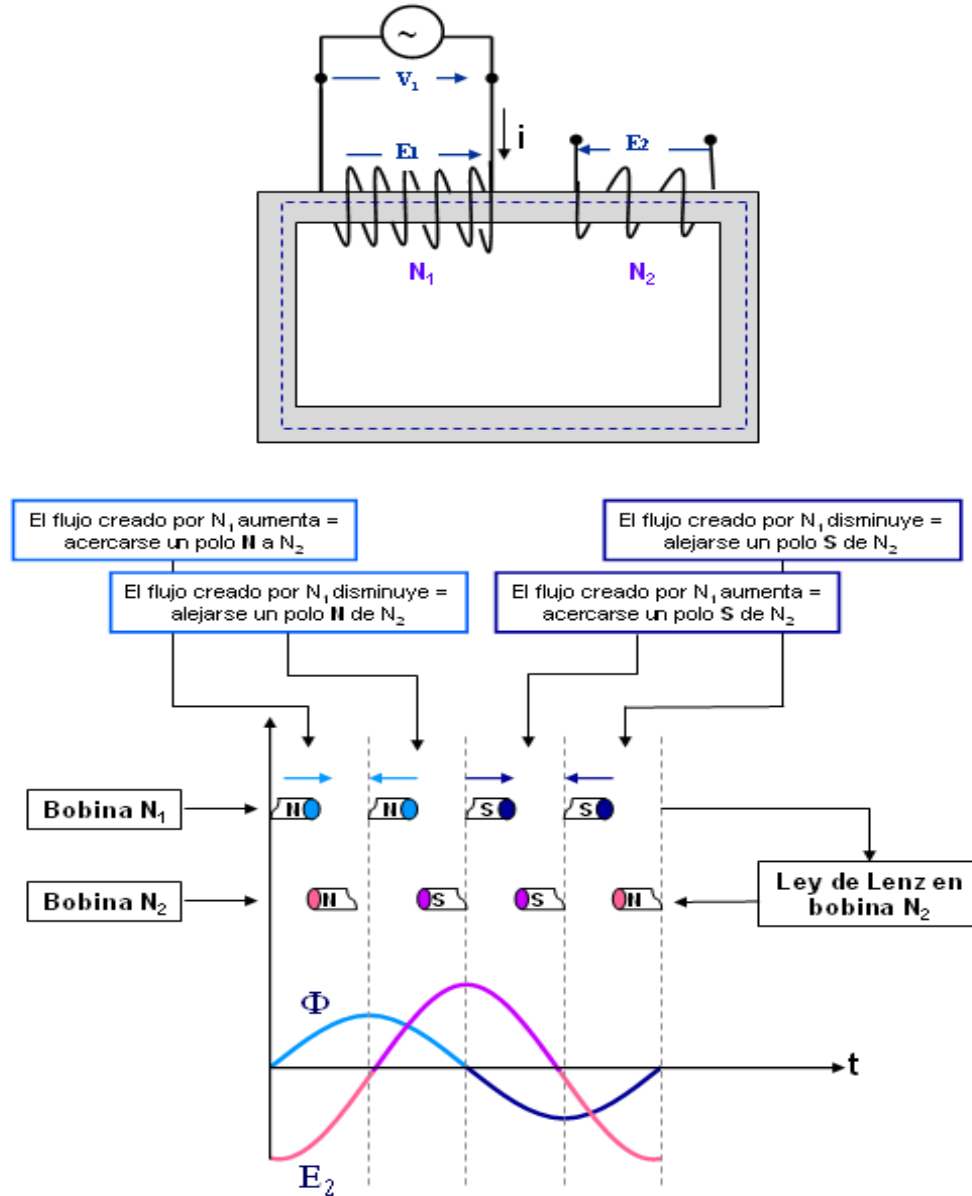 ~
V₁
i
E1
E2
N₁
N₂
El flujo creado por N₁ aumenta =
acercarse un polo N a N₂
El flujo creado por N₁ disminuye =
alejarse un polo S de N₂
El flujo creado por N₁ disminuye =
alejarse un polo N de N₂
El flujo creado por N₁ aumenta =
acercarse un polo S de N₂
Bobina N₁
N
N
S
S
Bobina N₂
N
S
S
N
Ley de Lenz en
bobina N₂
Φ
t
E₂